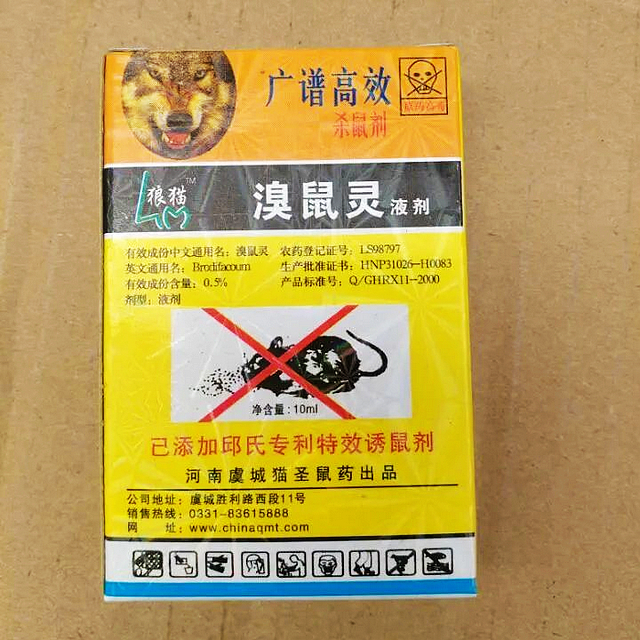 广谱高效
杀鼠剂
狼猫 TM
LM
溴鼠灵 液剂
有效成份中文通用名：溴鼠灵 农药登记证号：LS98797
英文通用名：Brodifacoum 生产批准证书：HNP31026-H0083
有效成份含量：0.5% 产品标准号：Q/GHRX11-2000
剂型：液剂
净含量：10ml
已添加邱氏专利特效诱鼠剂
河南虞城猫圣鼠药出品
公司地址：虞城胜利路西段11号
销售热线：0331-83615888
网 址：www.chinaqmt.com